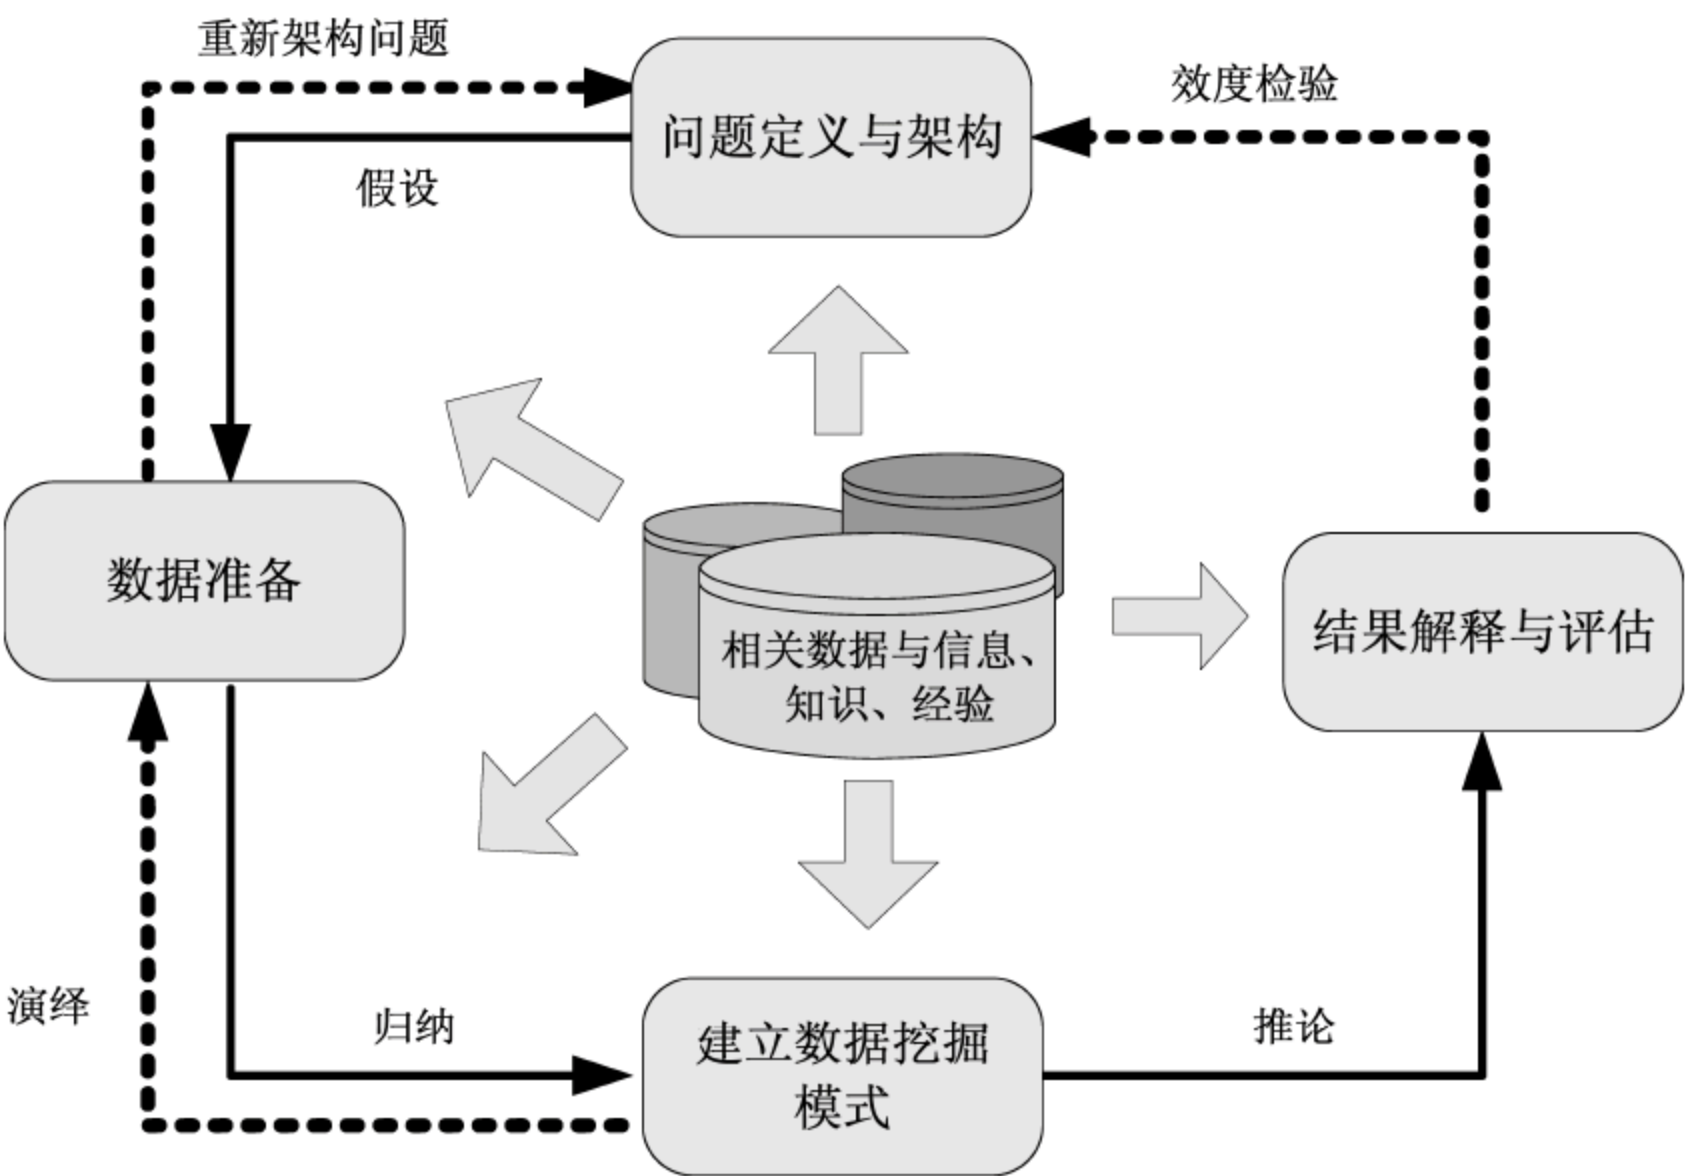 重新架构问题
效度检验
问题定义与架构
假设
数据准备
相关数据与信息、
知识、经验
结果解释与评估
演绎
归纳
推论
建立数据挖掘
模式